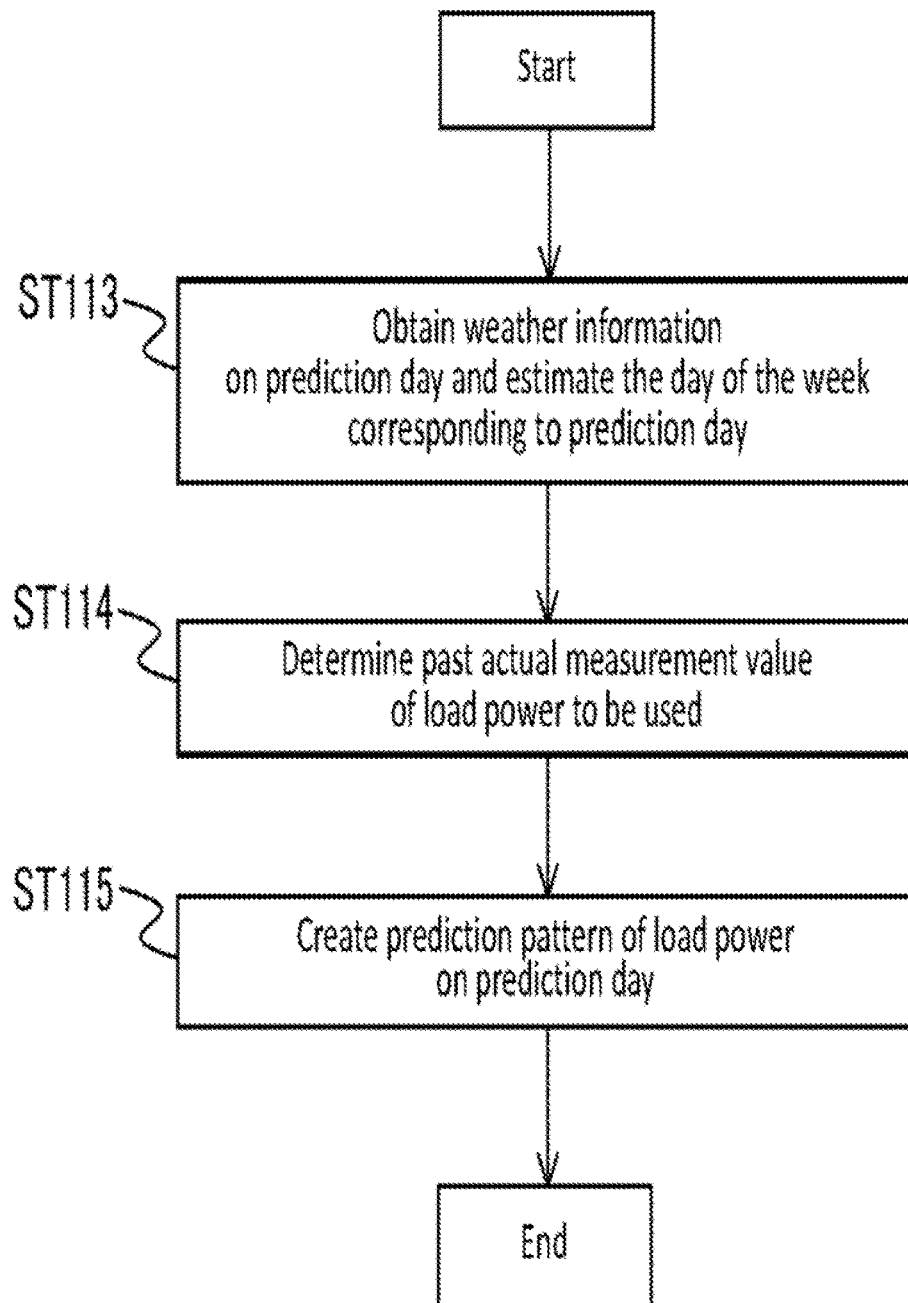 Start
ST113
Obtain weather information
on prediction day and estimate the day of the week
corresponding to prediction day
ST114
Determine past actual measurement value
of load power to be used
ST115
Create prediction pattern of load power
on prediction day
End